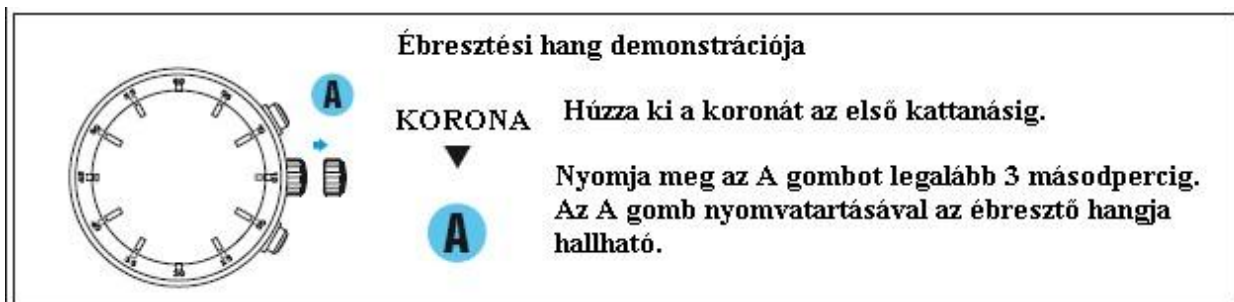 Ébresztési hang demonstrációja
A
KORONA
Húzza ki a koronát az első kattanásig.
A
Nyomja meg az A gombot legalább 3 másodpercig.
Az A gomb nyomvatartásával az ébresztő hangja
hallható.